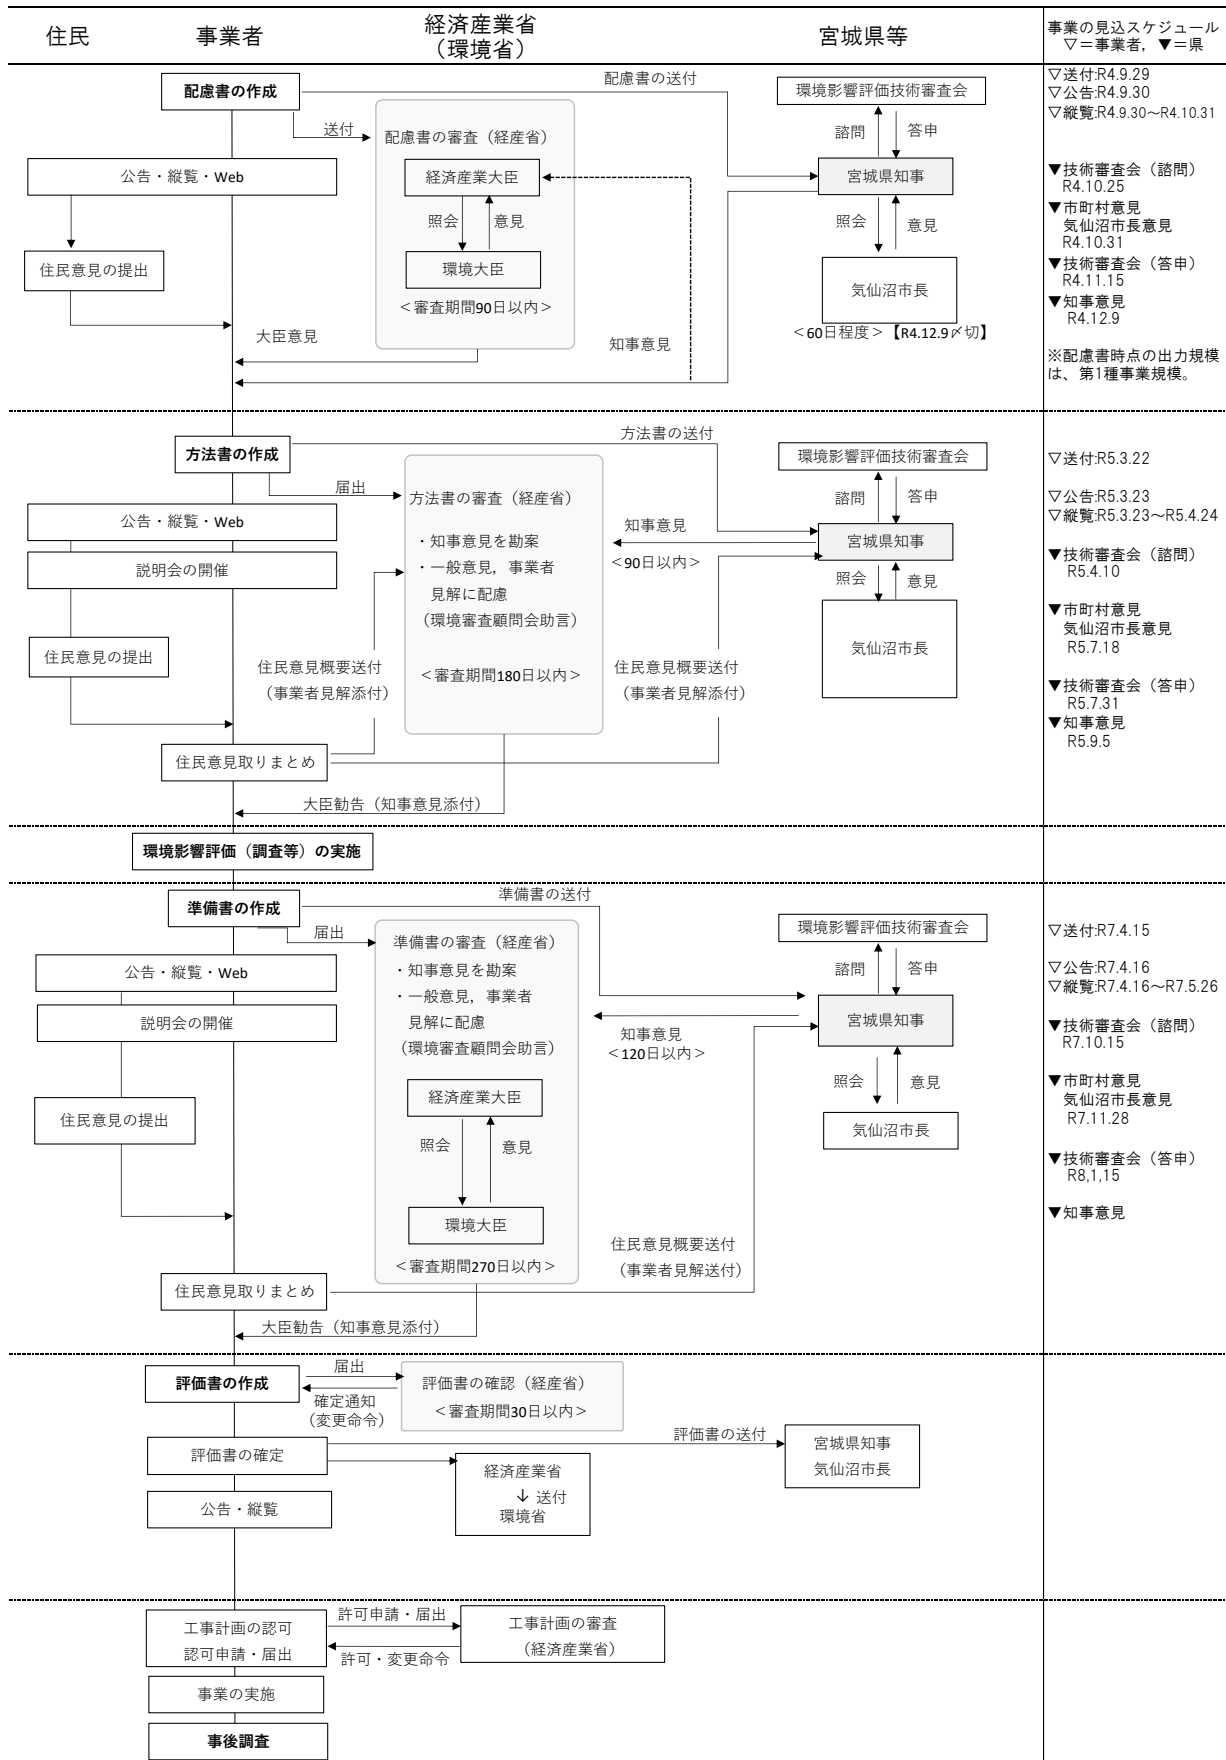 住民
事業者
経済産業省
（環境省）
宮城県等
事業の見込スケジュール
▽＝事業者，▼＝県
配慮書の作成
配慮書の送付
送付
配慮書の審査（経産省）
経済産業大臣
照会
意見
環境大臣
＜審査期間90日以内＞
公告・縦覧・Web
住民意見の提出
大臣意見
知事意見
環境影響評価技術審査会
諮問
答申
宮城県知事
照会
意見
気仙沼市長
＜60日程度＞【R4.12.9〆切】
▽送付:R4.9.29
▽公告:R4.9.30
▽縦覧:R4.9.30～R4.10.31
▼技術審査会（諮問）
R4.10.25
▼市町村意見
気仙沼市長意見
R4.10.31
▼技術審査会（答申）
R4.11.15
▼知事意見
R4.12.9
※配慮書時点の出力規模
は、第1種事業規模。
方法書の作成
方法書の送付
届出
方法書の審査（経産省）
・知事意見を勘案
・一般意見，事業者
見解に配慮
（環境審査顧問会助言）
＜審査期間180日以内＞
公告・縦覧・Web
説明会の開催
住民意見の提出
住民意見概要送付
（事業者見解添付）
住民意見取りまとめ
大臣勧告（知事意見添付）
知事意見
＜90日以内＞
住民意見概要送付
（事業者見解添付）
環境影響評価技術審査会
諮問
答申
宮城県知事
照会
意見
気仙沼市長
▽送付:R5.3.22
▽公告:R5.3.23
▽縦覧:R5.3.23～R5.4.24
▼技術審査会（諮問）
R5.4.10
▼市町村意見
気仙沼市長意見
R5.7.18
▼技術審査会（答申）
R5.7.31
▼知事意見
R5.9.5
環境影響評価（調査等）の実施
準備書の作成
準備書の送付
届出
準備書の審査（経産省）
・知事意見を勘案
・一般意見，事業者
見解に配慮
（環境審査顧問会助言）
経済産業大臣
照会
意見
環境大臣
＜審査期間270日以内＞
公告・縦覧・Web
説明会の開催
住民意見の提出
住民意見取りまとめ
大臣勧告（知事意見添付）
知事意見
＜120日以内＞
住民意見概要送付
（事業者見解送付）
環境影響評価技術審査会
諮問
答申
宮城県知事
照会
意見
気仙沼市長
▽送付:R7.4.15
▽公告:R7.4.16
▽縦覧:R7.4.16～R7.5.26
▼技術審査会（諮問）
R7.10.15
▼市町村意見
気仙沼市長意見
R7.11.28
▼技術審査会（答申）
R8,1,15
▼知事意見
評価書の作成
届出
確定通知
（変更命令）
評価書の確認（経産省）
＜審査期間30日以内＞
評価書の確定
評価書の送付
宮城県知事
気仙沼市長
経済産業省
↓ 送付
環境省
公告・縦覧
工事計画の認可
認可申請・届出
許可申請・届出
許可・変更命令
工事計画の審査
（経済産業省）
事業の実施
事後調査